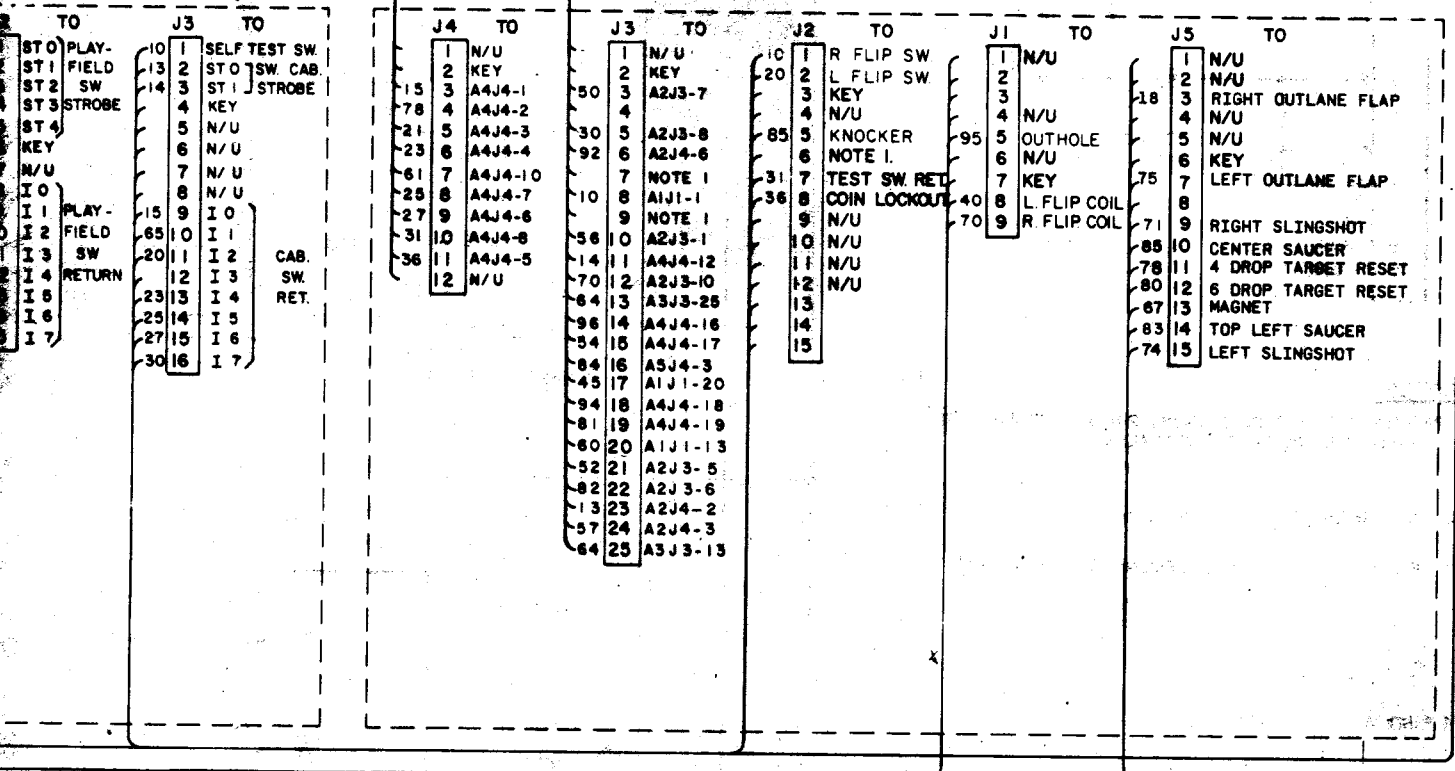 TO
ST 0 PLAY-
ST 1 FIELD
ST 2 SW
ST 3 STROBE
ST 4
KEY
N/U
I 0
I 1 PLAY-
I 2 FIELD
I 3 SW
I 4 RETURN
I 5
I 6
I 7
J3 TO
10 1 SELF TEST SW.
13 2 ST 0 SW. CAB.
14 3 ST 1 STROBE
4 KEY
5 N/U
6 N/U
7 N/U
8 N/U
15 9 I 0
65 10 I 1
20 11 I 2 CAB.
12 I 3 SW.
23 13 I 4 RET.
25 14 I 5
27 15 I 6
30 16 I 7
J4 TO
1 N/U
2 KEY
15 3 A4J4-1
78 4 A4J4-2
21 5 A4J4-3
23 6 A4J4-4
61 7 A4J4-10
25 8 A4J4-7
27 9 A4J4-6
31 10 A4J4-8
36 11 A4J4-5
12 N/U
J3 TO
1 N/U
2 KEY
50 3 A2J3-7
4
30 5 A2J3-8
92 6 A2J4-6
7 NOTE 1
10 8 A1J1-1
9 NOTE 1
56 10 A2J3-1
14 11 A4J4-12
70 12 A2J3-10
64 13 A3J3-25
96 14 A4J4-16
54 15 A4J4-17
84 16 A5J4-3
45 17 A1J1-20
94 18 A4J4-18
81 19 A4J4-19
60 20 A1J1-13
52 21 A2J3-5
82 22 A2J3-6
13 23 A2J4-2
57 24 A2J4-3
64 25 A3J3-13
J2 TO
10 1 R FLIP SW
20 2 L FLIP SW.
3 KEY
4 N/U
85 5 KNOCKER
6 NOTE 1.
31 7 TEST SW. RET.
36 8 COIN LOCKOUT
9 N/U
10 N/U
11 N/U
12 N/U
13
14
15
J1 TO
1 N/U
2
3
4 N/U
95 5 OUTHOLE
6 N/U
7 KEY
40 8 L. FLIP COIL
70 9 R. FLIP COIL
J5 TO
1 N/U
2 N/U
18 3 RIGHT OUTLANE FLAP
4 N/U
5 N/U
6 KEY
75 7 LEFT OUTLANE FLAP
8
71 9 RIGHT SLINGSHOT
85 10 CENTER SAUCER
78 11 4 DROP TARGET RESET
80 12 6 DROP TARGET RESET
67 13 MAGNET
83 14 TOP LEFT SAUCER
74 15 LEFT SLINGSHOT